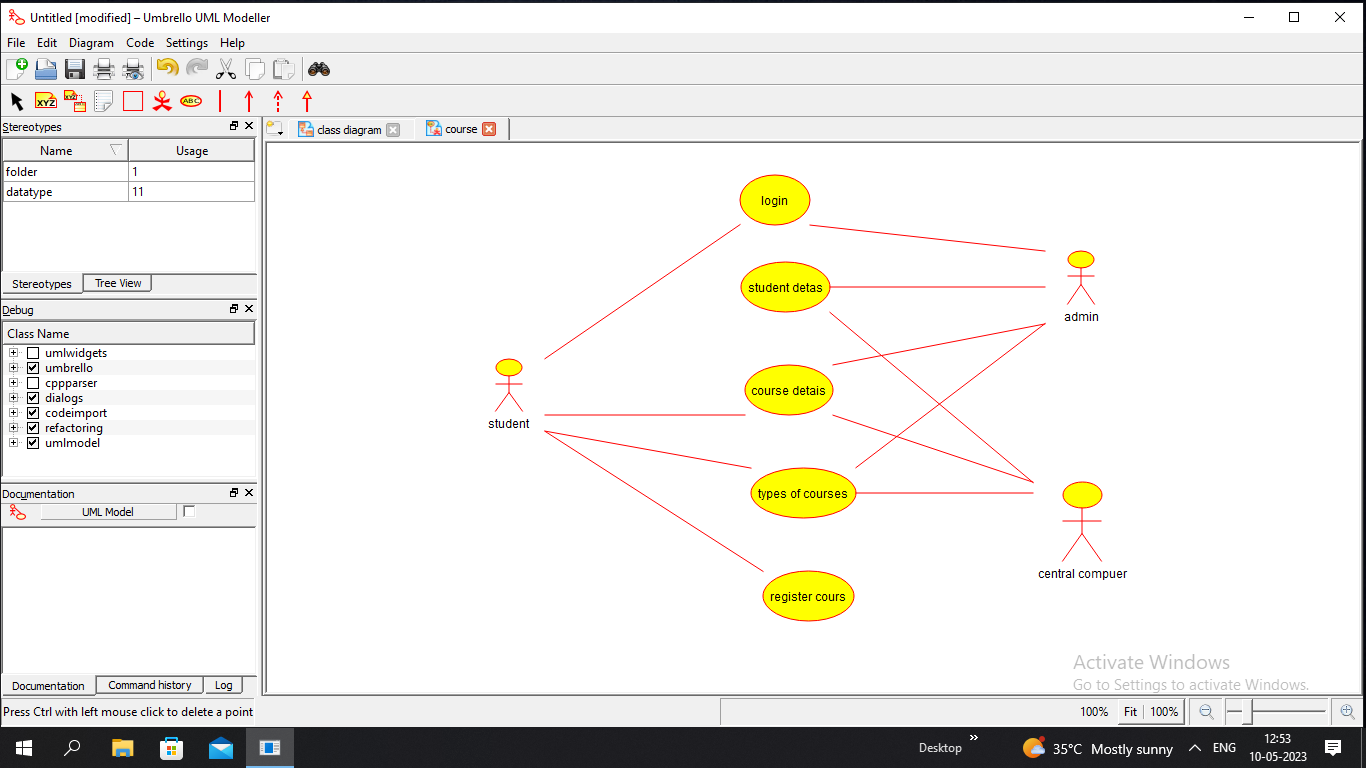 Untitled [modified] – Umbrello UML Modeller
File Edit Diagram Code Settings Help
XYZ XYZ ABC
Stereotypes
Name Usage
folder 1
datatype 11
Stereotypes Tree View
Debug
Class Name
umlwidgets
umbrello
cppparser
dialogs
codeimport
refactoring
umlmodel
Documentation
UML Model
Documentation Command history Log
class diagram course
login
student detas
admin
course detais
student
types of courses
central compuer
register cours
Activate Windows
Go to Settings to activate Windows.
Press Ctrl with left mouse click to delete a point
100% Fit 100%
Desktop »
35°C Mostly sunny
ENG
12:53
10-05-2023